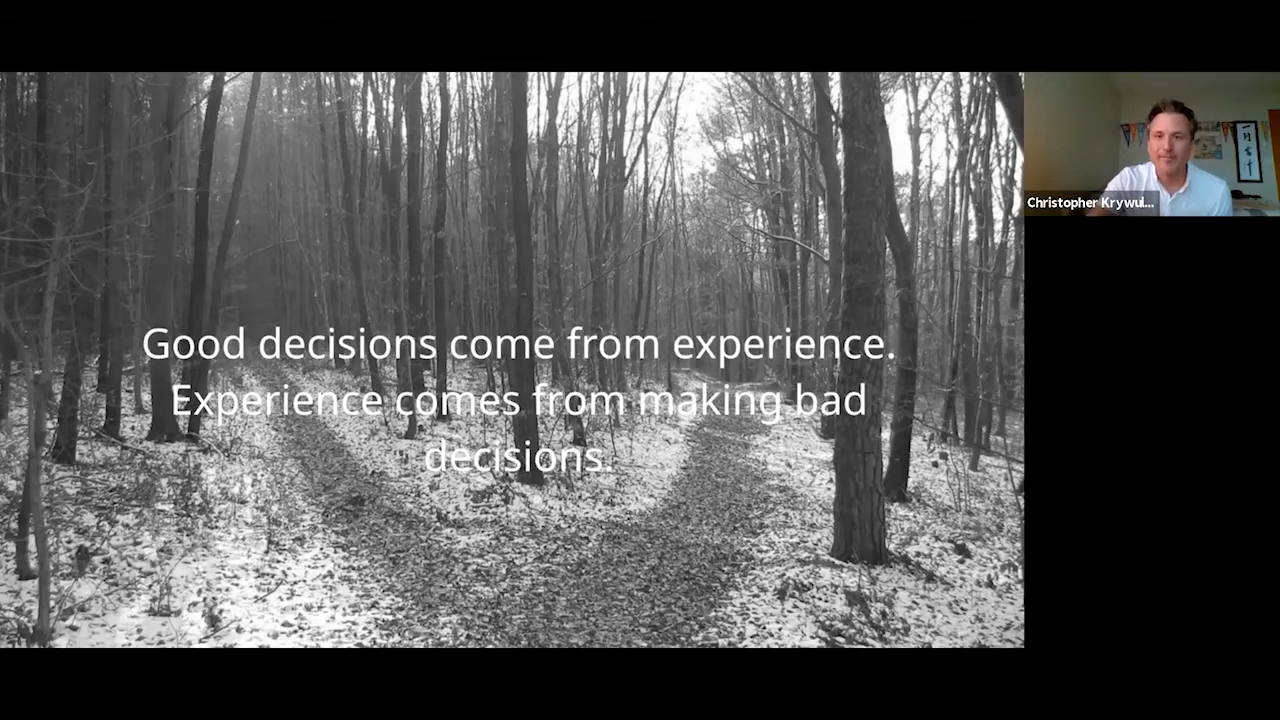 Good decisions come from experience.
Experience comes from making bad
decisions.
Christopher Krywul...